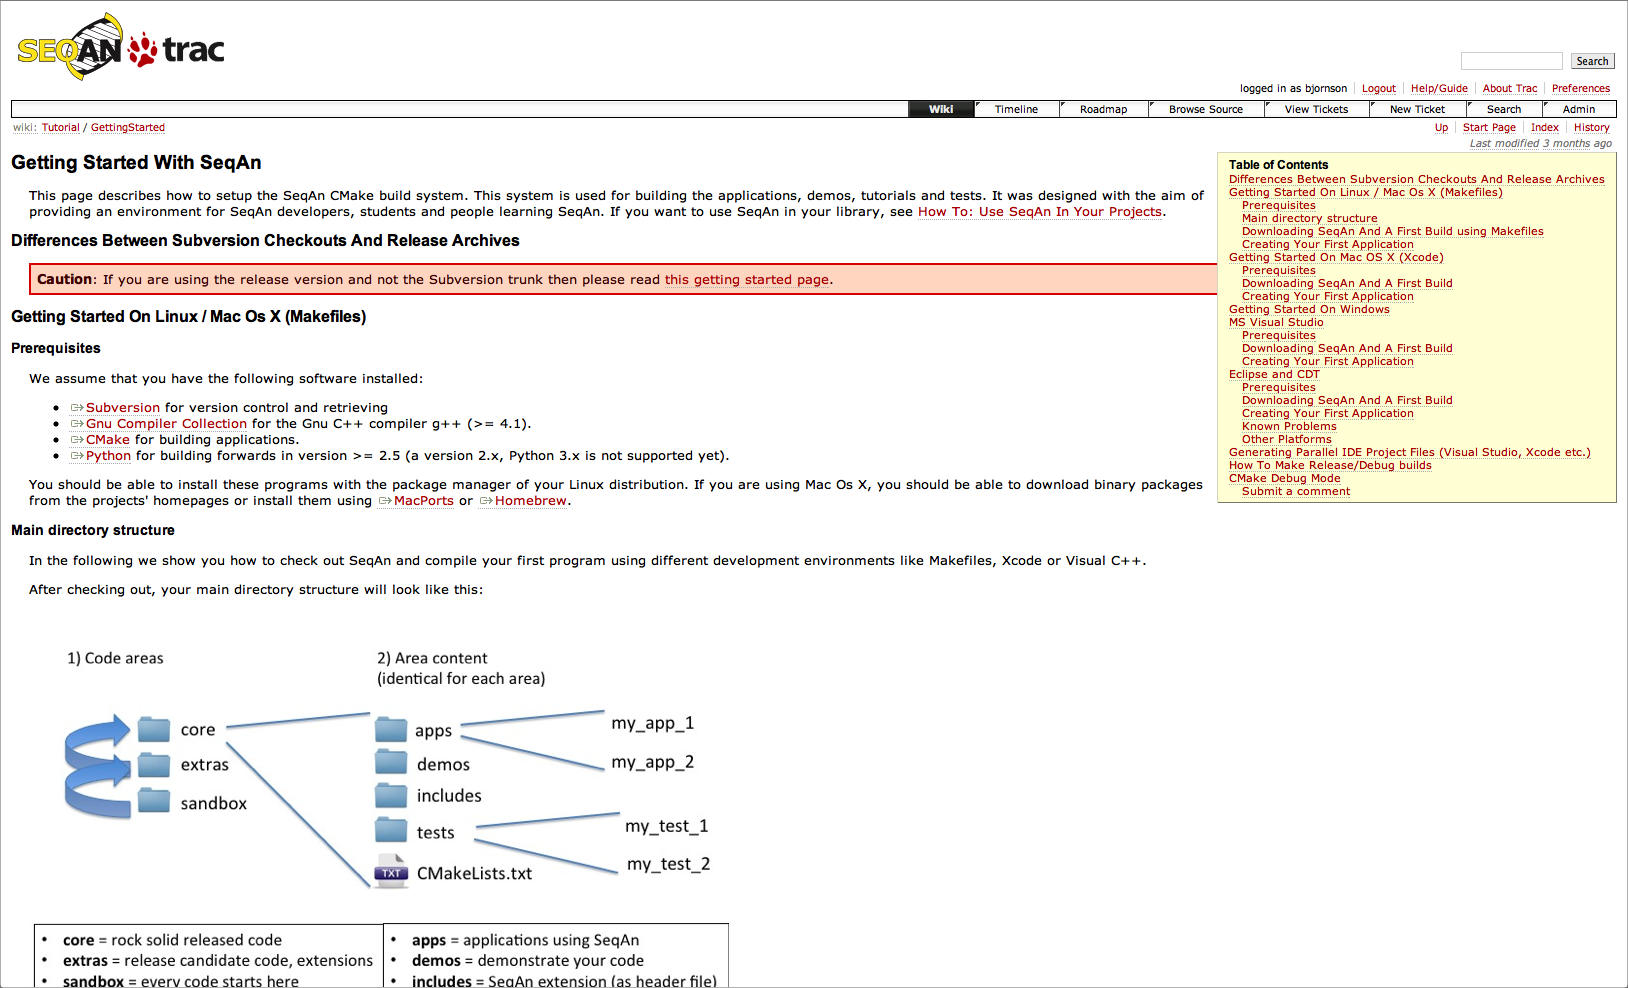 SEQAN trac
Search
logged in as bjornson Logout Help/Guide About Trac Preferences
Wiki Timeline Roadmap Browse Source View Tickets New Ticket Search Admin
wiki: Tutorial / GettingStarted
Up Start Page Index History
Last modified 3 months ago
Getting Started With SeqAn
This page describes how to setup the SeqAn CMake build system. This system is used for building the applications, demos, tutorials and tests. It was designed with the aim of
providing an environment for SeqAn developers, students and people learning SeqAn. If you want to use SeqAn in your library, see How To: Use SeqAn In Your Projects.
Differences Between Subversion Checkouts And Release Archives
Caution: If you are using the release version and not the Subversion trunk then please read this getting started page.
Getting Started On Linux / Mac Os X (Makefiles)
Prerequisites
We assume that you have the following software installed:
• Subversion for version control and retrieving
• Gnu Compiler Collection for the Gnu C++ compiler g++ (>= 4.1).
• CMake for building applications.
• Python for building forwards in version >= 2.5 (a version 2.x, Python 3.x is not supported yet).
You should be able to install these programs with the package manager of your Linux distribution. If you are using Mac Os X, you should be able to download binary packages
from the projects' homepages or install them using MacPorts or Homebrew.
Main directory structure
In the following we show you how to check out SeqAn and compile your first program using different development environments like Makefiles, Xcode or Visual C++.
After checking out, your main directory structure will look like this:
Table of Contents
Differences Between Subversion Checkouts And Release Archives
Getting Started On Linux / Mac Os X (Makefiles)
Prerequisites
Main directory structure
Downloading SeqAn And A First Build using Makefiles
Creating Your First Application
Getting Started On Mac OS X (Xcode)
Prerequisites
Downloading SeqAn And A First Build
Creating Your First Application
Getting Started On Windows
MS Visual Studio
Prerequisites
Downloading SeqAn And A First Build
Creating Your First Application
Eclipse and CDT
Prerequisites
Downloading SeqAn And A First Build
Creating Your First Application
Known Problems
Other Platforms
Generating Parallel IDE Project Files (Visual Studio, Xcode etc.)
How To Make Release/Debug builds
CMake Debug Mode
Submit a comment
1) Code areas
core
extras
sandbox
2) Area content
(identical for each area)
apps
demos
includes
tests
TXT CMakeLists.txt
my_app_1
my_app_2
my_test_1
my_test_2
• core = rock solid released code
• extras = release candidate code, extensions
• sandbox = every code starts here
• apps = applications using SeqAn
• demos = demonstrate your code
• includes = SeqAn extension (as header file)